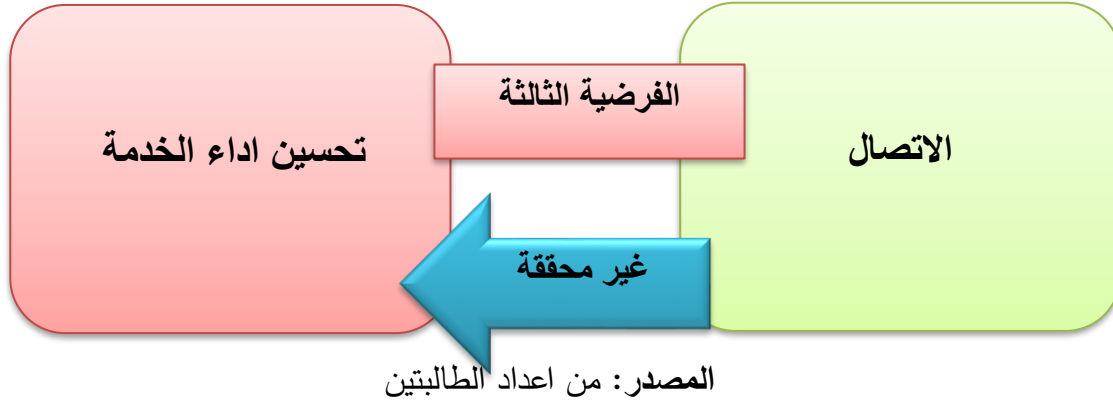 الفرضية الثالثة
الاتصال
تحسين اداء الخدمة
غير محققة
المصدر: من اعداد الطالبتين